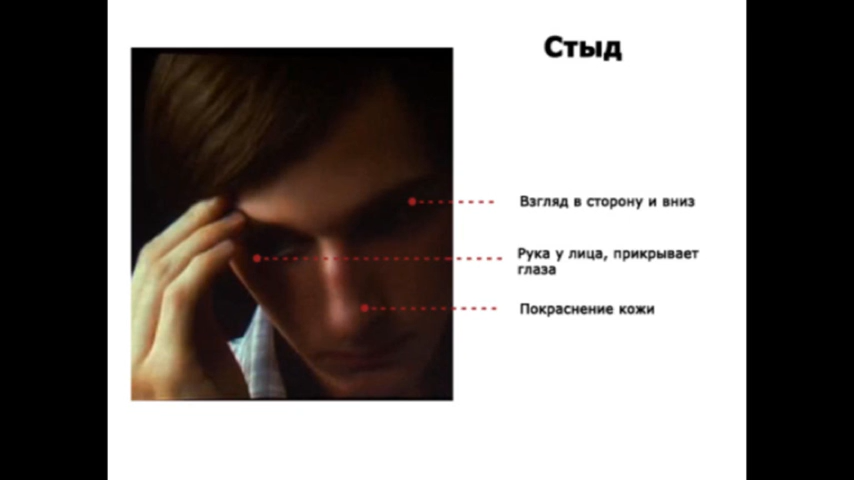 Стыд
Взгляд в сторону и вниз
Рука у лица, прикрывает
глаза
Покраснение кожи